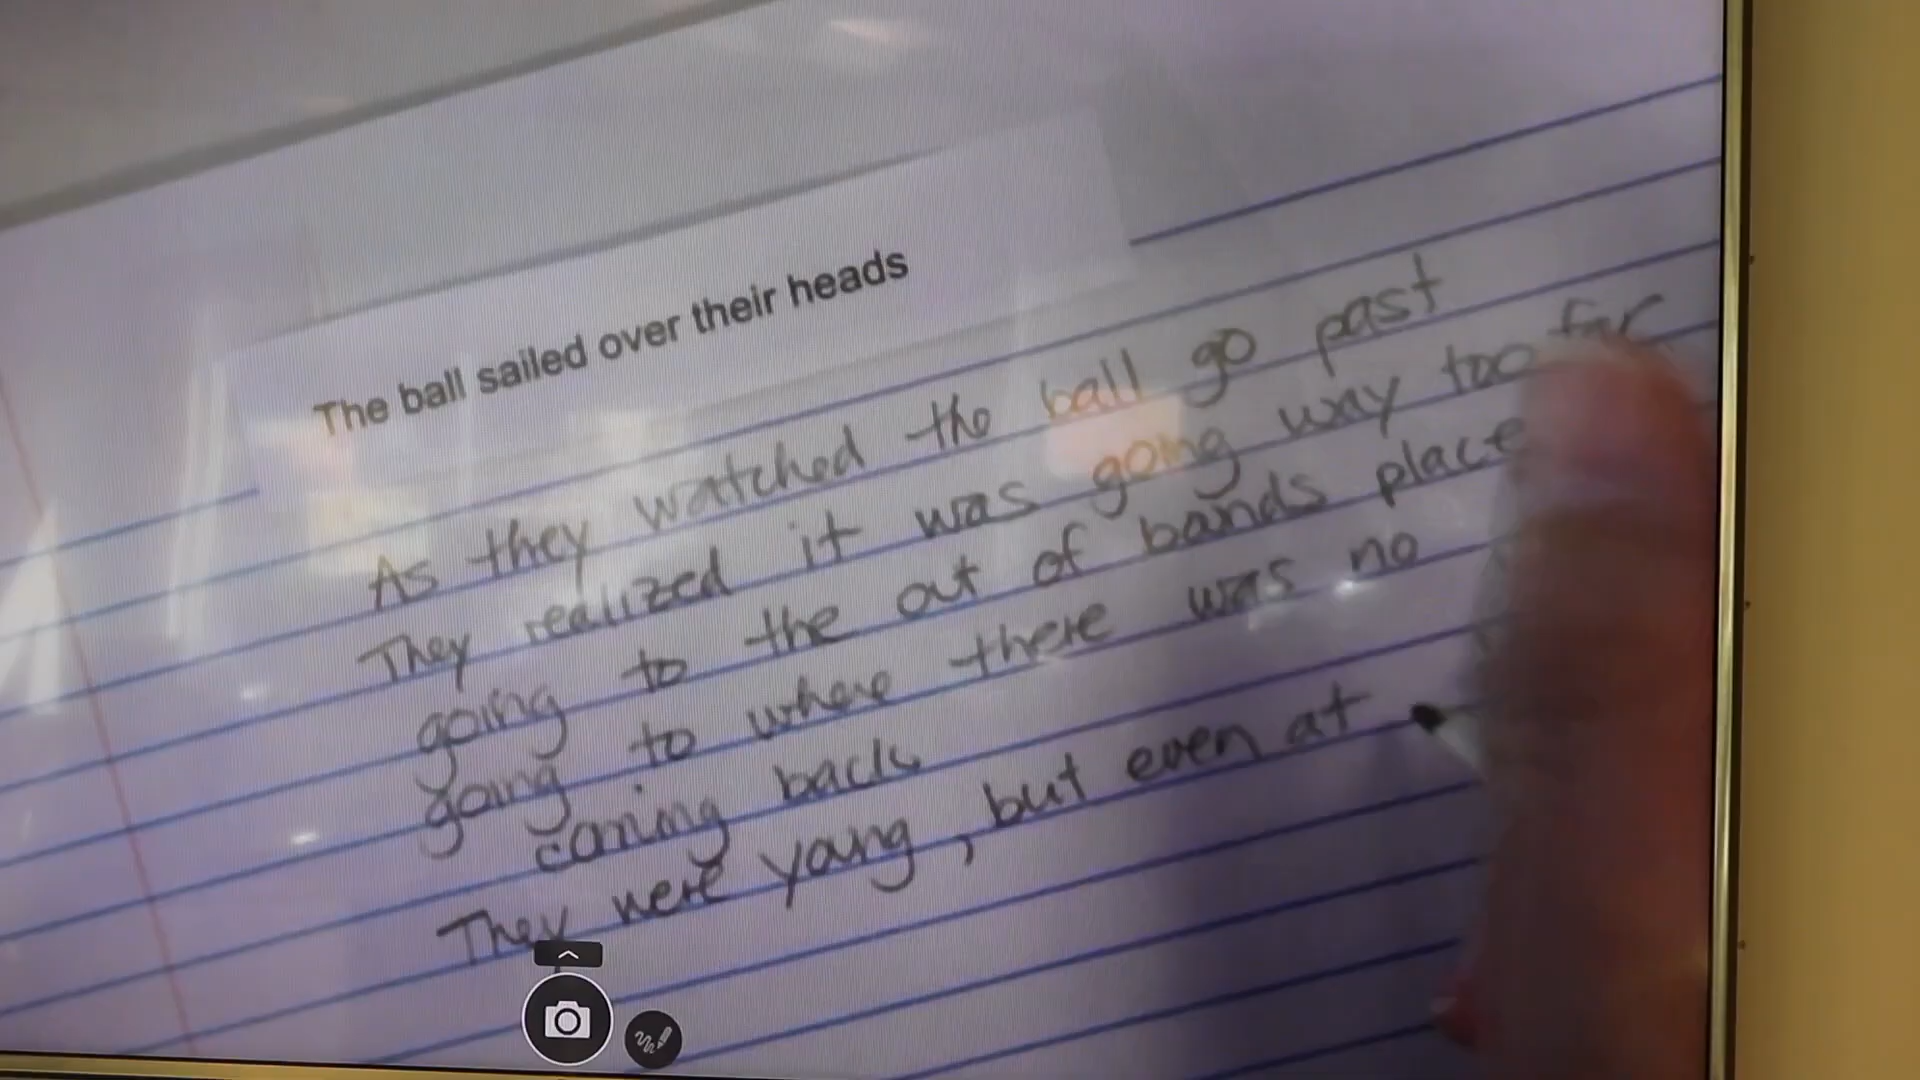 The ball sailed over their heads
As they watched the ball go past
They realized it was going way too far
going to the out of bands place
going to where there was no
coming back
They were young, but even at